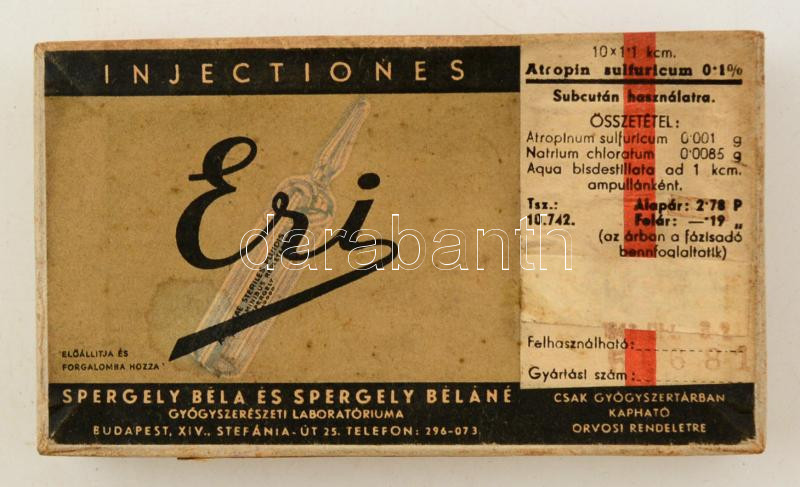 INJECTIONES
Eri
darabanth
STERILE
"ELŐÁLLITJA ÉS
FORGALOMBA HOZZA"
SPERGELY BÉLA ÉS SPERGELY BÉLÁNÉ
GYÓGYSZERÉSZETI LABORATÓRIUMA
BUDAPEST, XIV., STEFÁNIA-ÚT 25. TELEFON: 296-073
10×1·1 kcm.
Atropin sulfuricum 0·1%
Subcután használatra.
ÖSSZETÉTEL:
Atropinum sulfuricum 0·001 g
Natrium chloratum 0·0085 g
Aqua bisdestillata ad 1 kcm.
ampullánként.
Tsz.: Alapár: 2·78 P
10.742. Felár: —·19 „
(az árban a fázisadó
bennfoglaltatik)
Felhasználható:
Gyártási szám:
CSAK GYÓGYSZERTÁRBAN
KAPHATÓ
ORVOSI RENDELETRE